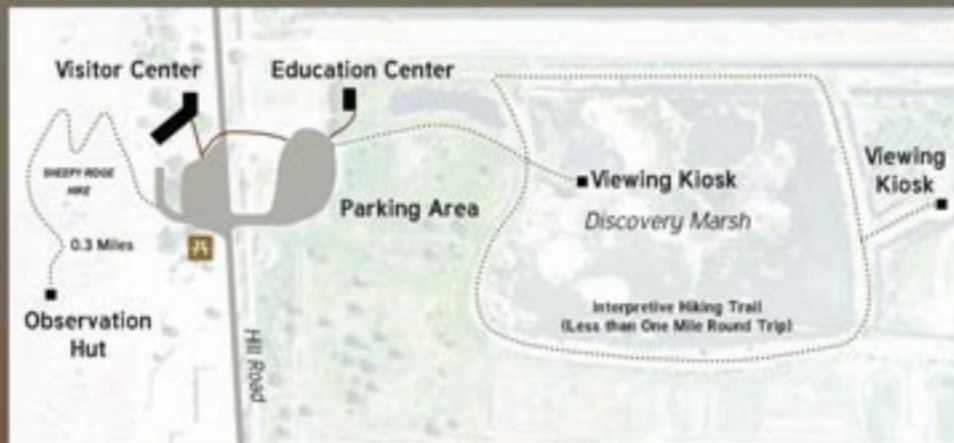 Visitor Center
Education Center
SHEEPY RIDGE
HIKE
Viewing Kiosk
Viewing
Kiosk
Parking Area
Discovery Marsh
0.3 Miles
Interpretive Hiking Trail
(Less than One Mile Round Trip)
Observation
Hut
Hill Road